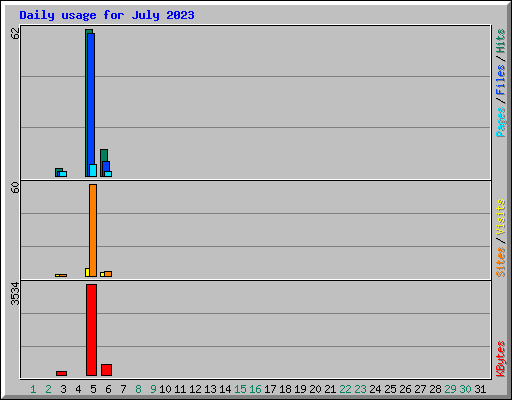 Daily usage for July 2023
62
Pages / Files / Hits
60
Sites / Visits
3534
KBytes
1 2 3 4 5 6 7 8 9 10 11 12 13 14 15 16 17 18 19 20 21 22 23 24 25 26 27 28 29 30 31